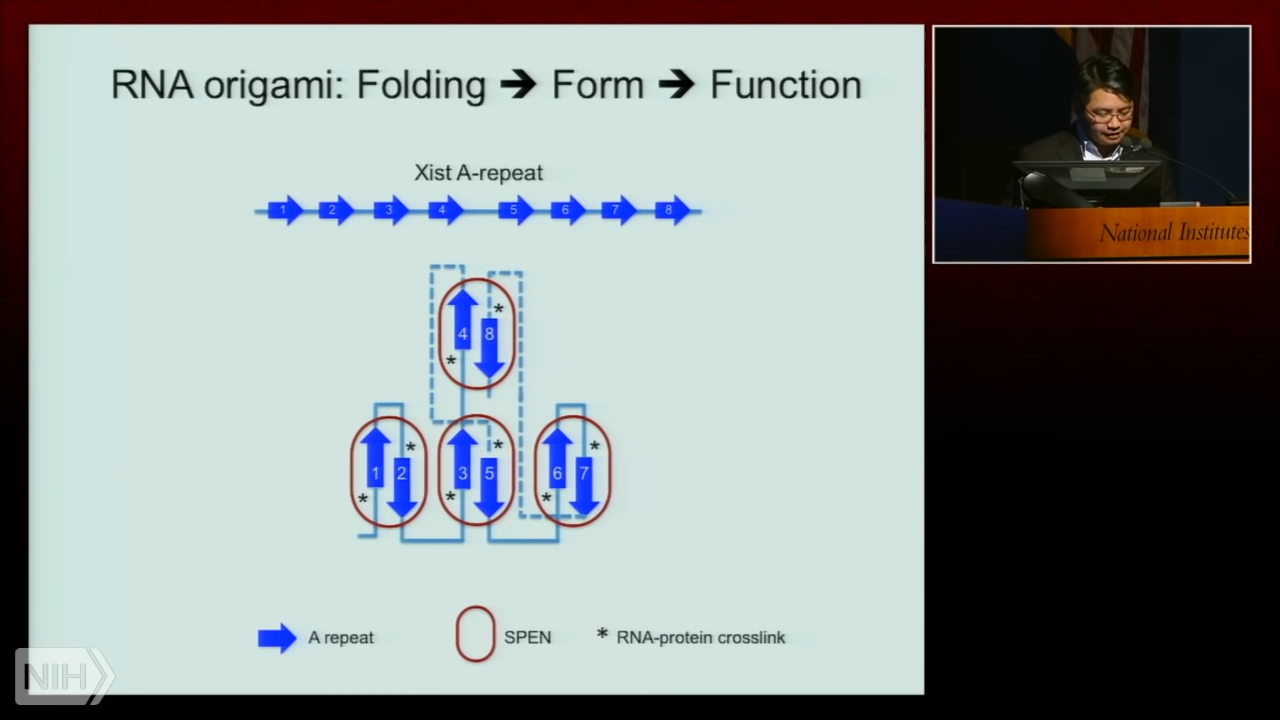 RNA origami: Folding ➔ Form ➔ Function
Xist A-repeat
1 2 3 4 5 6 7 8
4 8
1 2 3 5 6 7
A repeat
SPEN
* RNA-protein crosslink
National Institutes
NIH